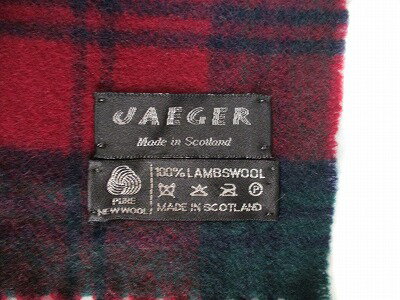 JAEGER
Made in Scotland
100% LAMBSWOOL
P
PURE
NEW WOOL
MADE IN SCOTLAND